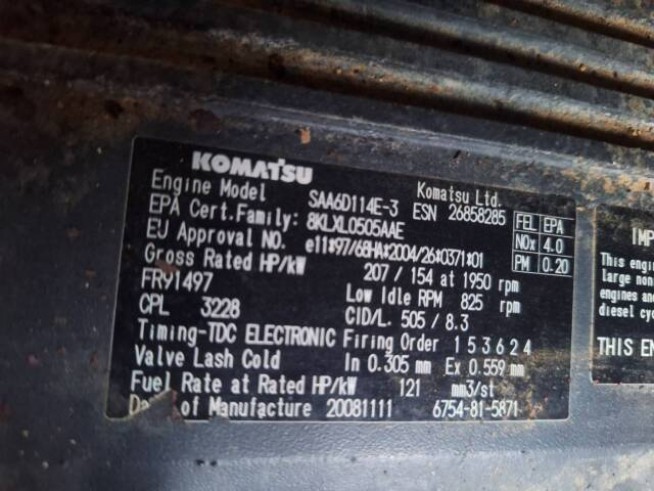 KOMATSU
Komatsu Ltd.
Engine Model SAA6D114E-3 ESN 26858285
EPA Cert.Family: 8KLXL0505AAE
FEL EPA
NOx 4.0
PM 0.20
EU Approval NO. e11*97/68HA*2004/26*0371*01
Gross Rated HP/kW 207 / 154 at 1950 rpm
FR91497 Low Idle RPM 825 rpm
CPL 3228 CID/L. 505 / 8.3
Timing-TDC ELECTRONIC Firing Order 1 5 3 6 2 4
Valve Lash Cold In 0.305 mm Ex 0.559 mm
Fuel Rate at Rated HP/kW 121 mm3/st
of Manufacture 20081111 6754-81-5871
This engin
large non
engines and
diesel cyc
THIS EN